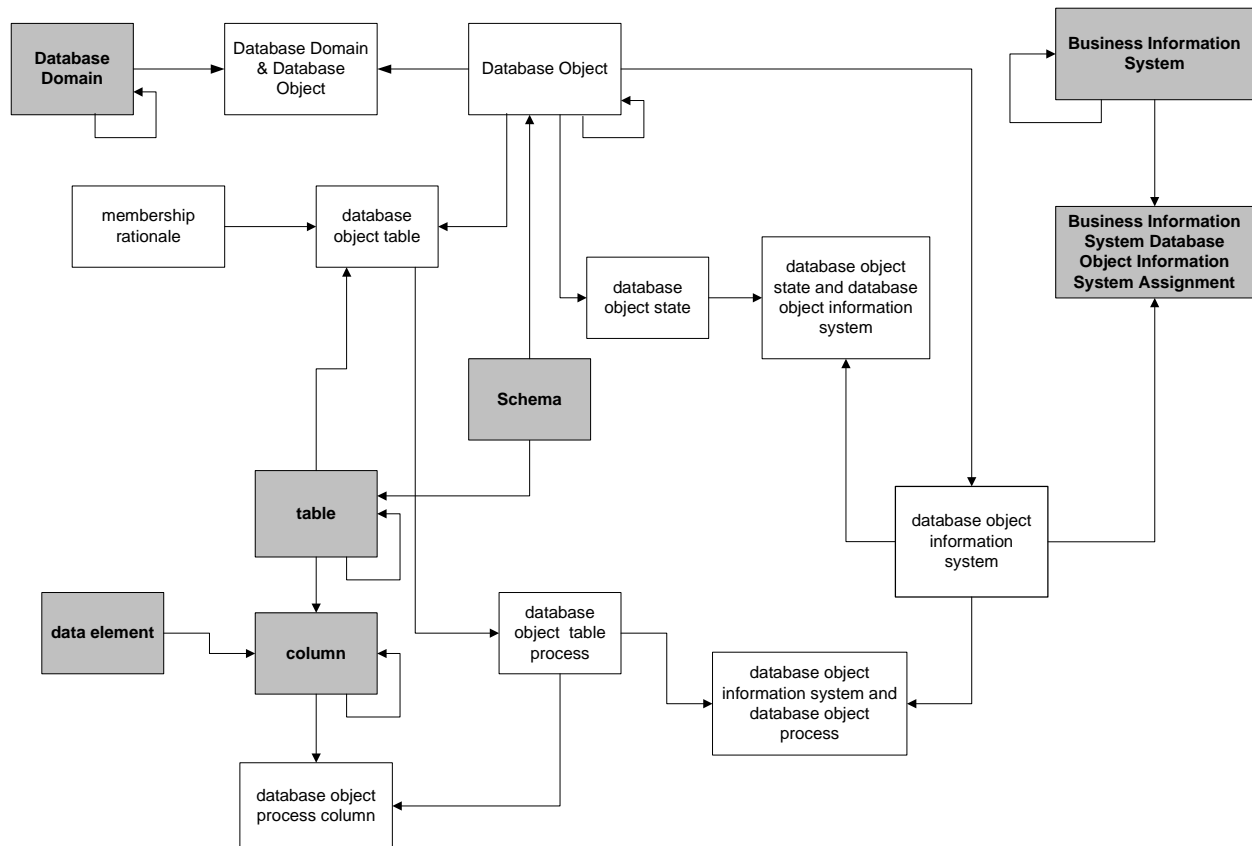 Database
Domain
Database Domain
& Database
Object
Database Object
Business Information
System
membership
rationale
database
object table
Business Information
System Database
Object Information
System Assignment
database
object state
database object
state and database
object information
system
Schema
table
database object
information
system
data element
column
database
object table
process
database object
information system and
database object
process
database object
process column